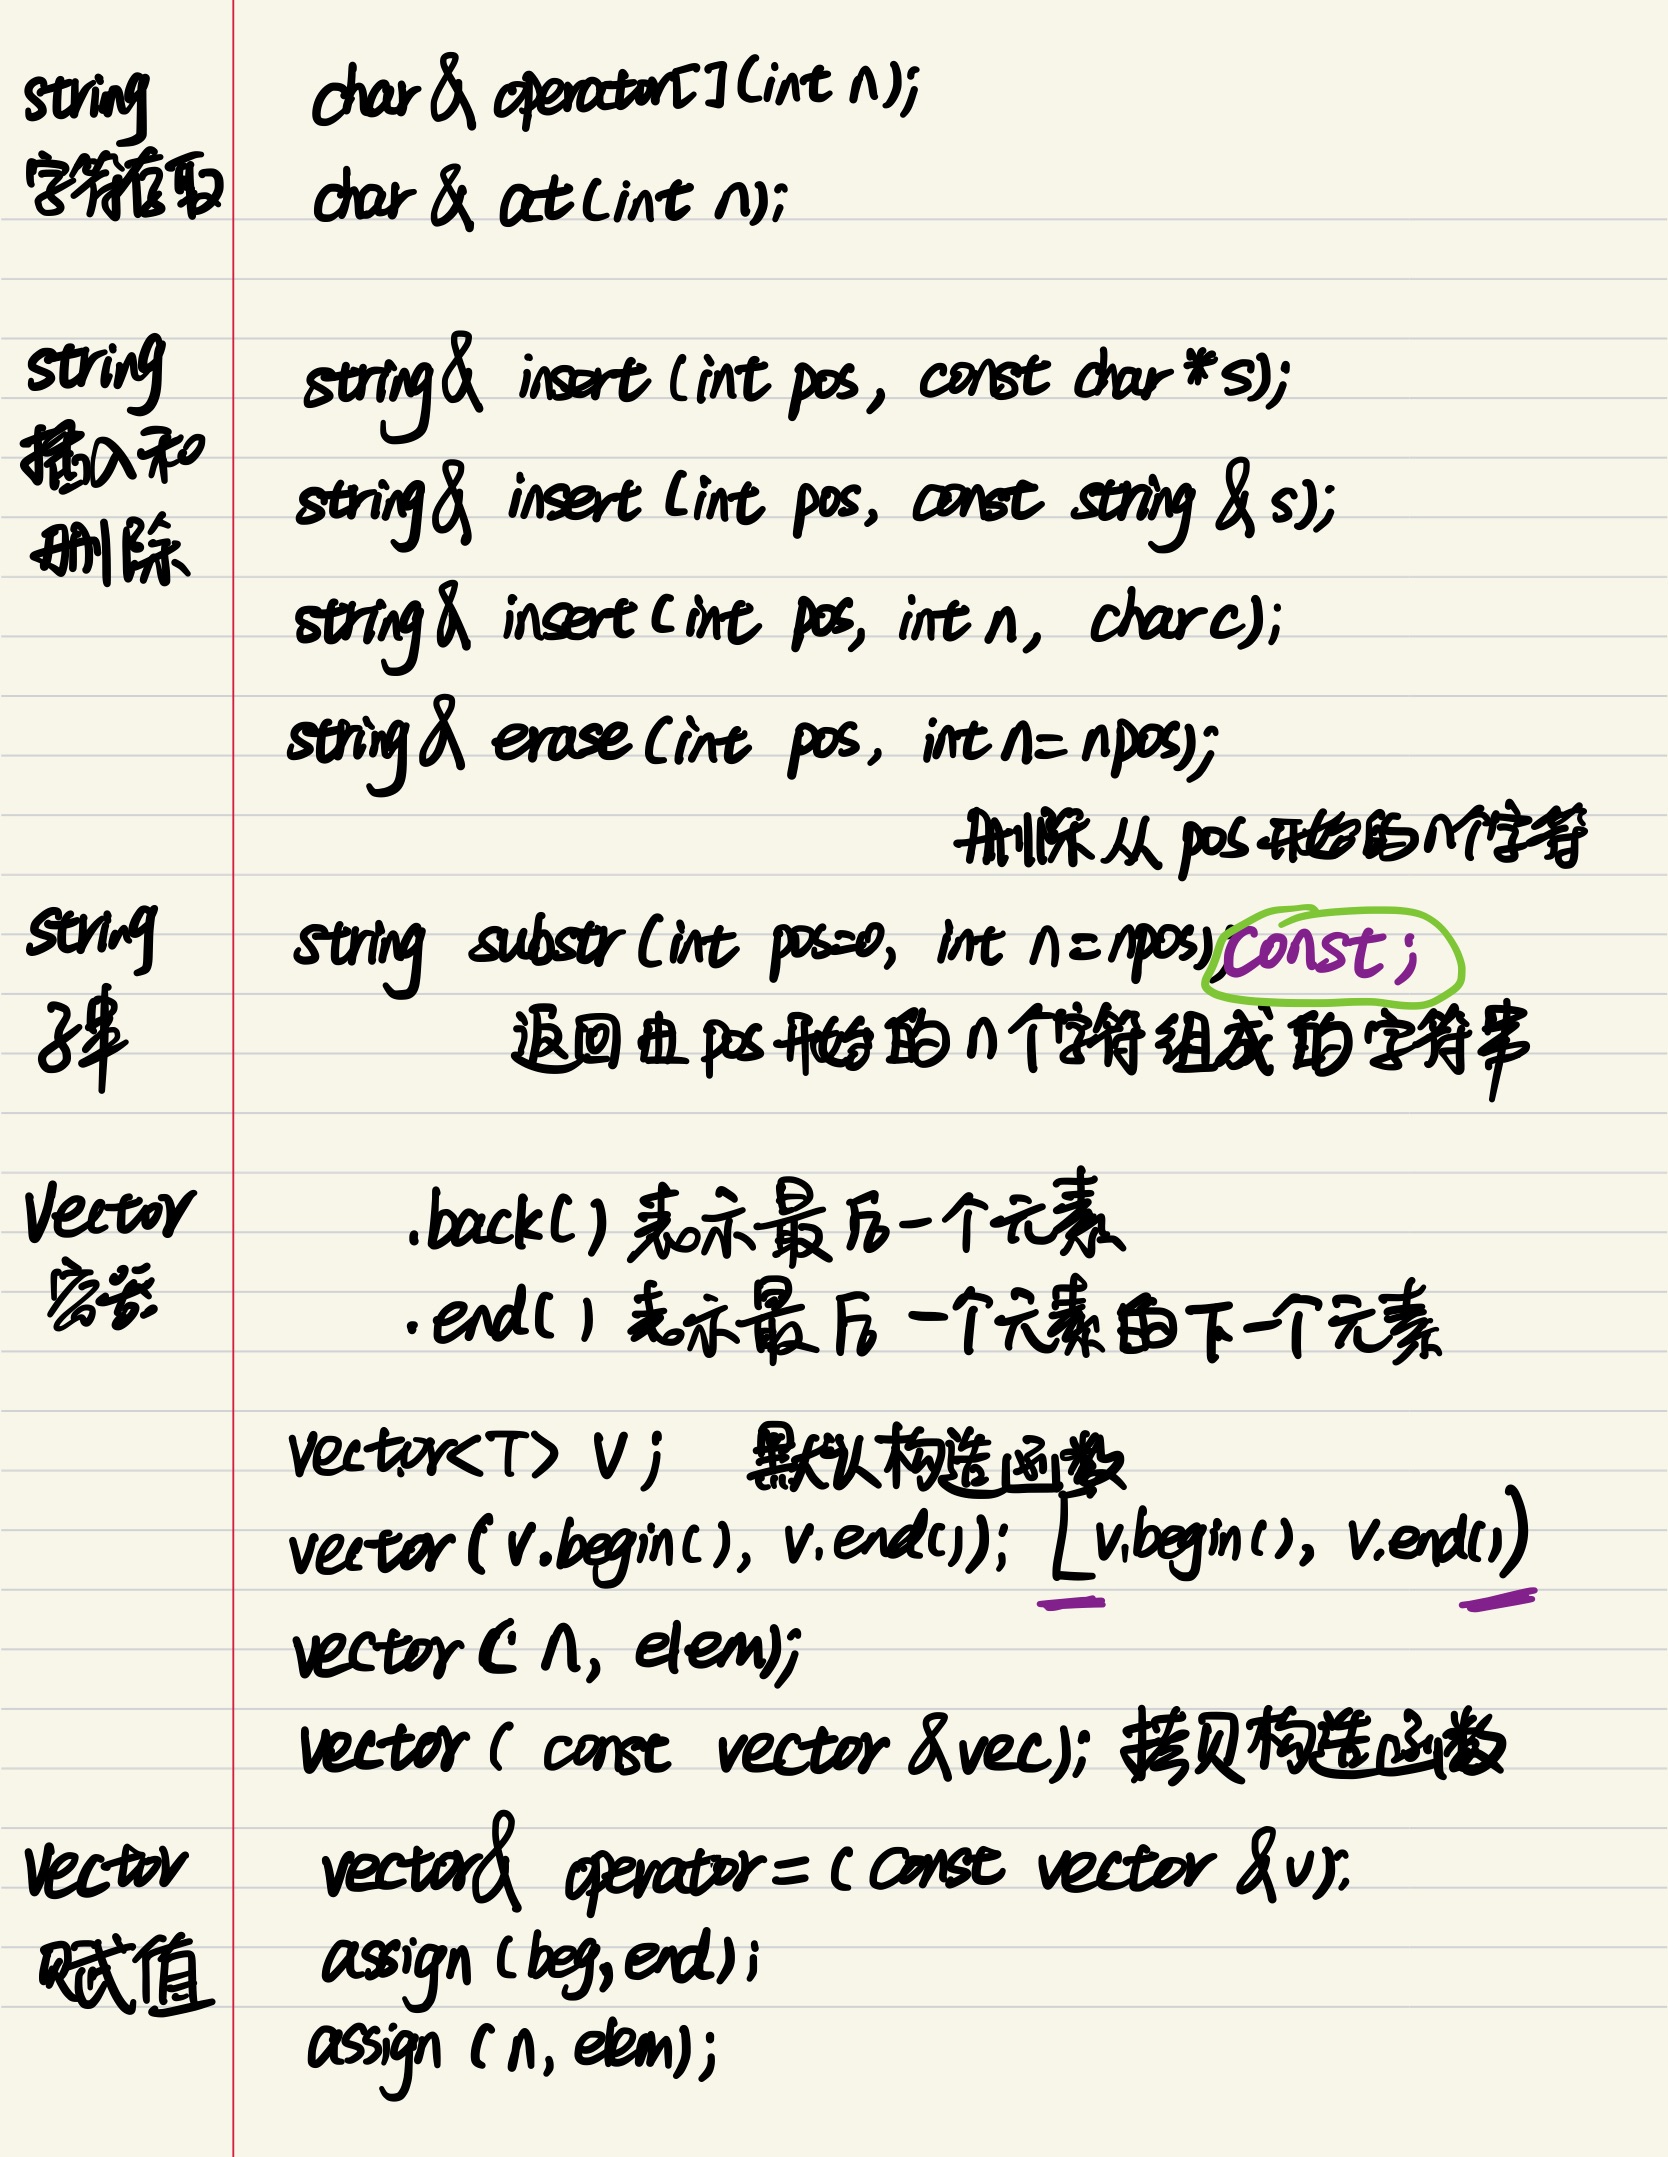 string
字符存取
char & operator[](int n);
char & at(int n);
string
插入和
删除
string& insert (int pos, const char *s);
string& insert (int pos, const string & s);
string& insert (int pos, int n, char c);
string& erase (int pos, int n = npos);
删除从 pos 开始的n个字符
string
子串
string substr (int pos=0, int n = npos) const;
返回由 pos 开始的 n 个字符组成的字符串
Vector
容器
.back() 表示最后一个元素
.end() 表示最后一个元素的下一个元素
vector<T> v; 默认构造函数
vector (v.begin(), v.end()); [v.begin(), v.end())
vector (n, elem);
vector (const vector &vec); 拷贝构造函数
vector
赋值
vector& operator= (const vector &v);
assign (beg, end);
assign (n, elem);